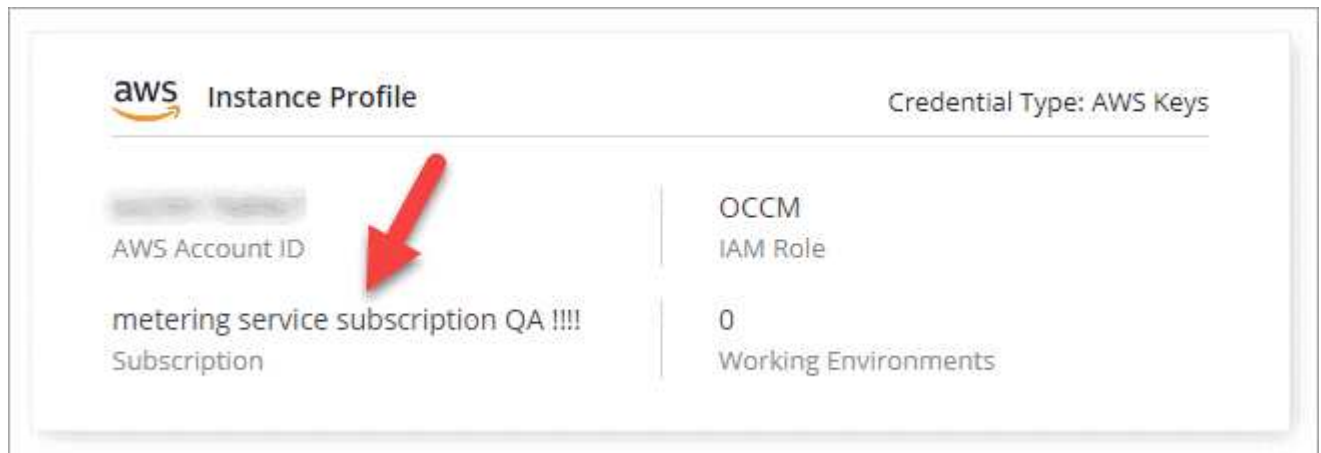 aws Instance Profile
Credential Type: AWS Keys
AWS Account ID
OCCM
IAM Role
metering service subscription QA !!!!
Subscription
0
Working Environments